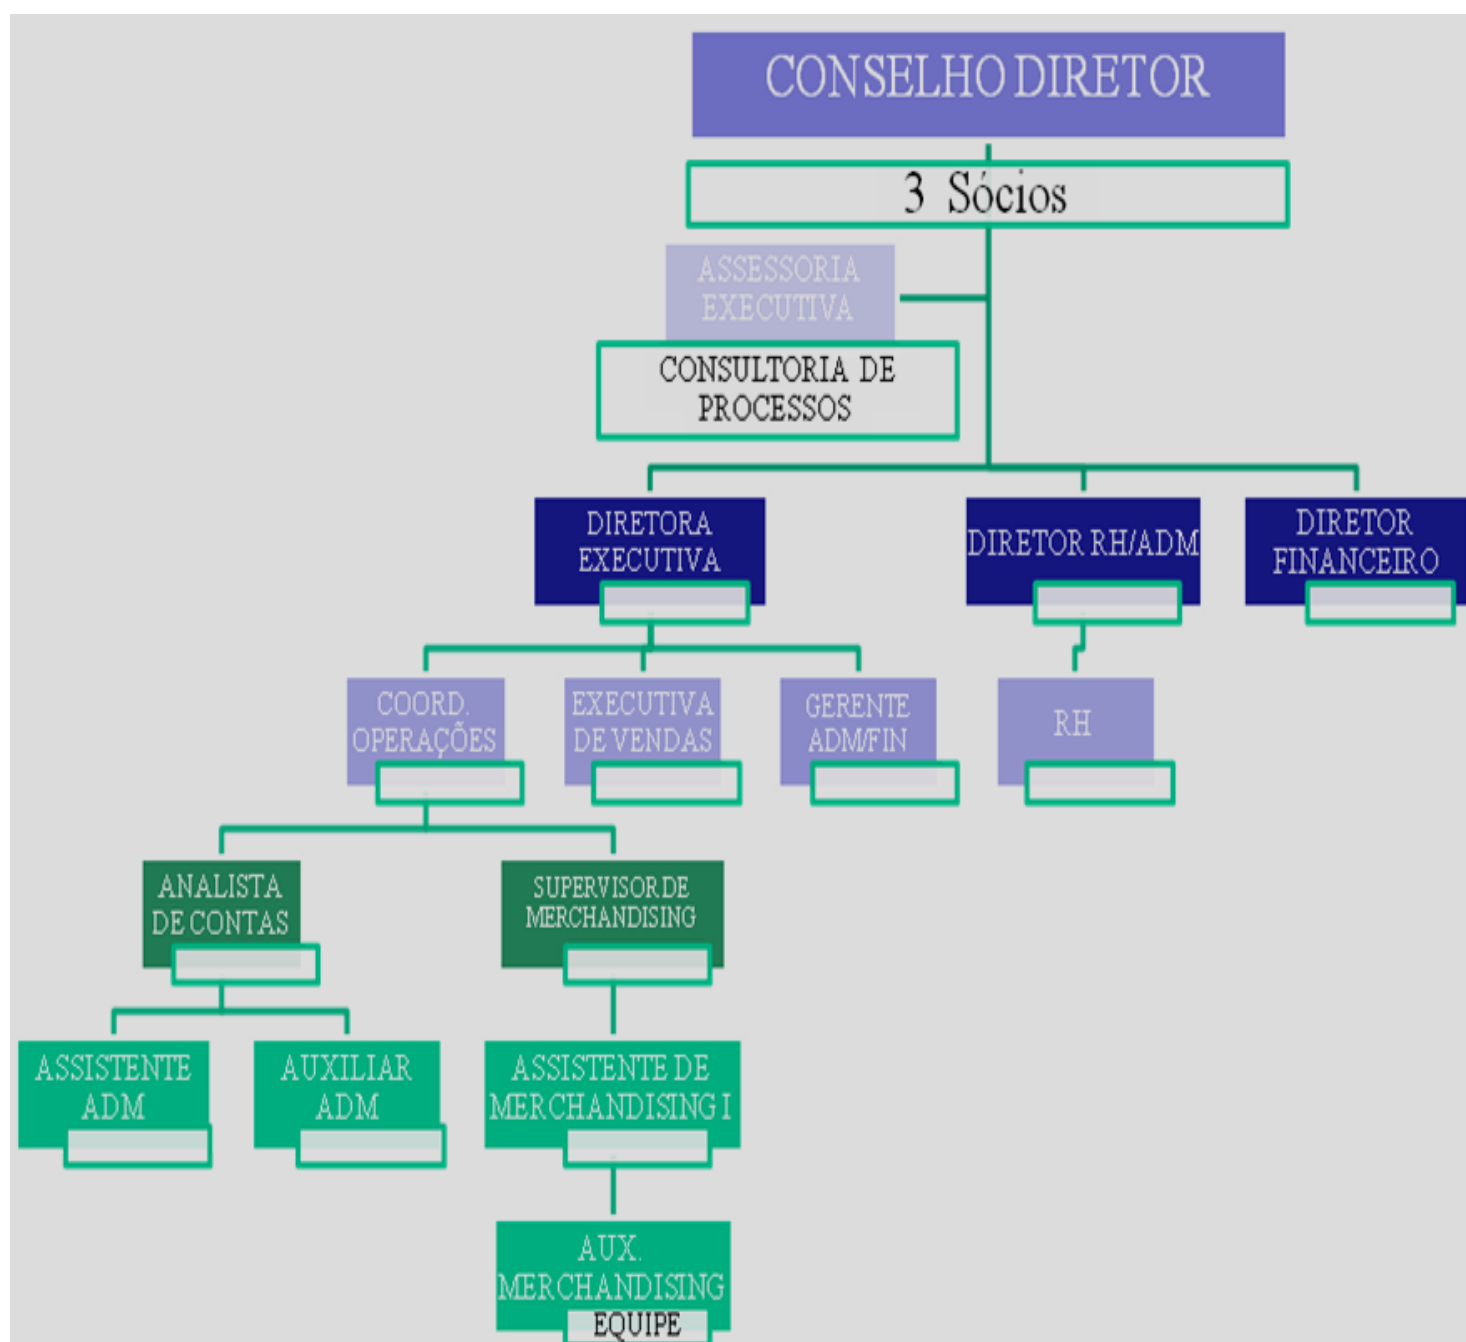 CONSELHO DIRETOR
3 Sócios
ASSESSORIA
EXECUTIVA
CONSULTORIA DE
PROCESSOS
DIRETORA
EXECUTIVA
DIRETOR RH/ADM
DIRETOR
FINANCEIRO
COORD.
OPERAÇÕES
EXECUTIVA
DE VENDAS
GERENTE
ADM/FIN
RH
ANALISTA
DE CONTAS
SUPERVISOR DE
MERCHANDISING
ASSISTENTE
ADM
AUXILIAR
ADM
ASSISTENTE DE
MERCHANDISING I
AUX.
MERCHANDISING
EQUIPE